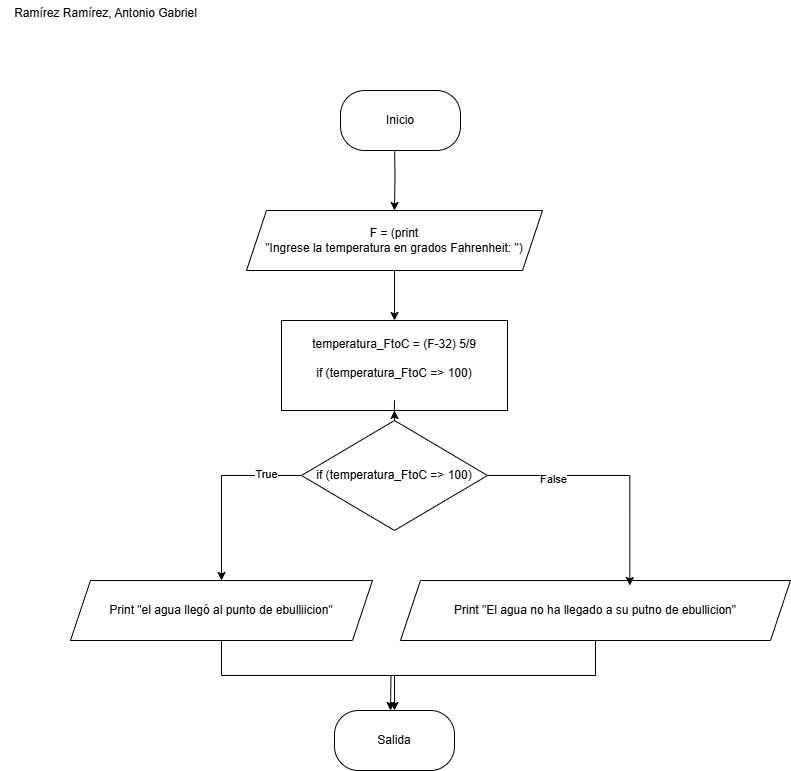 Ramírez Ramírez, Antonio Gabriel
Inicio
F = (print
"Ingrese la temperatura en grados Fahrenheit: ")
temperatura_FtoC = (F-32) 5/9
if (temperatura_FtoC => 100)
True
if (temperatura_FtoC => 100)
False
Print "el agua llegó al punto de ebulliicion"
Print "El agua no ha llegado a su putno de ebullicion"
Salida